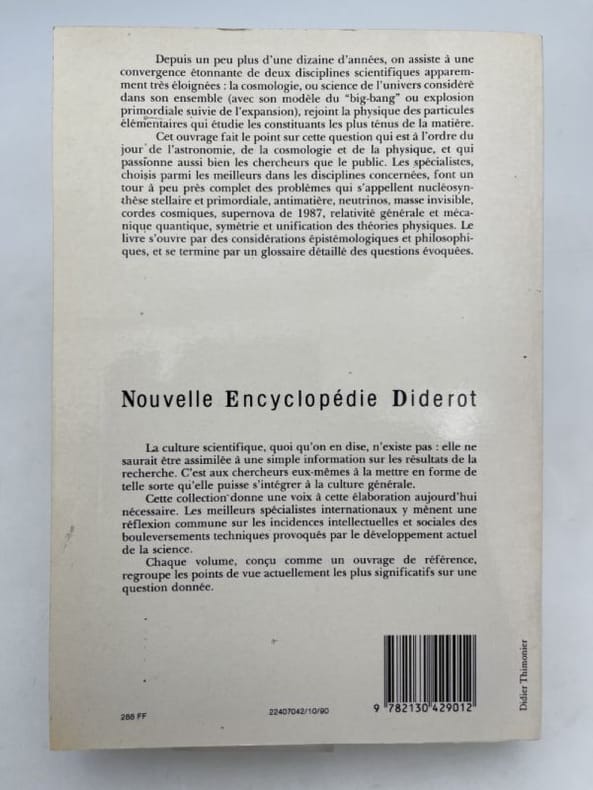 Depuis un peu plus d'une dizaine d'années, on assiste à une
convergence étonnante de deux disciplines scientifiques apparem-
ment très éloignées : la cosmologie, ou science de l'univers considéré
dans son ensemble (avec son modèle du "big-bang" ou explosion
primordiale suivie de l'expansion), rejoint la physique des particules
élémentaires qui étudie les constituants les plus ténus de la matière.
Cet ouvrage fait le point sur cette question qui est à l'ordre du
jour de l'astronomie, de la cosmologie et de la physique, et qui
passionne aussi bien les chercheurs que le public. Les spécialistes,
choisis parmi les meilleurs dans les disciplines concernées, font un
tour à peu près complet des problèmes qui s'appellent nucléosyn-
thèse stellaire et primordiale, antimatière, neutrinos, masse invisible,
cordes cosmiques, supernova de 1987, relativité générale et méca-
nique quantique, symétrie et unification des théories physiques. Le
livre s'ouvre par des considérations épistémologiques et philosophi-
ques, et se termine par un glossaire détaillé des questions évoquées.
Nouvelle Encyclopédie Diderot
La culture scientifique, quoi qu'on en dise, n'existe pas : elle ne
saurait être assimilée à une simple information sur les résultats de la
recherche. C'est aux chercheurs eux-mêmes à la mettre en forme de
telle sorte qu'elle puisse s'intégrer à la culture générale.
Cette collection donne une voix à cette élaboration aujourd'hui
nécessaire. Les meilleurs spécialistes internationaux y mènent une
réflexion commune sur les incidences intellectuelles et sociales des
bouleversements techniques provoqués par le développement actuel
de la science.
Chaque volume, conçu comme un ouvrage de référence,
regroupe les points de vue actuellement les plus significatifs sur une
question donnée.
288 FF
22407042/10/90
9 782130 429012
Didier Thimonier